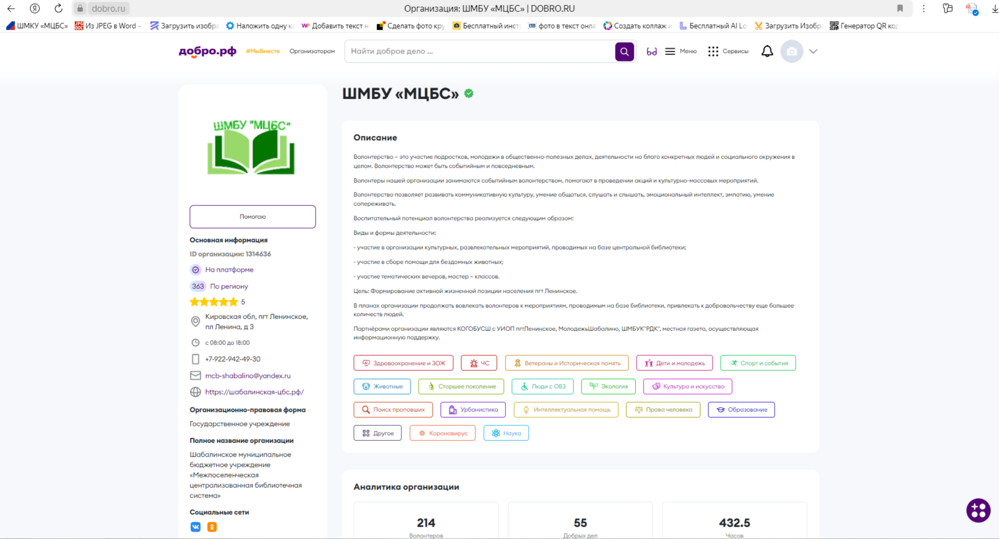 dobro.ru
Организация: ШМБУ «МЦБС» | DOBRO.RU
ШМКУ «МЦБС»
Из JPEG в Word –
Загрузить изобра
Наложить одну к
Добавить текст н
Сделать фото кру
Бесплатный инст
фото в текст онла
Создать коллаж и
Бесплатный AI Lo
Загрузить Изобр
Генератор QR код
добро.рф
#МыВместе
Организаторам
Найти доброе дело ...
Меню
Сервисы
ШМБУ "МЦБС"
Помогаю
Основная информация
ID организации: 1314636
На платформе
363 По региону
5
Кировская обл, пгт Ленинское,
пл Ленина, д 3
с 08:00 до 18:00
+7-922-942-49-30
mcb-shabalino@yandex.ru
https://шабалинская-цбс.рф/
Организационно-правовая форма
Государственное учреждение
Полное название организации
Шабалинское муниципальное
бюджетное учреждение
«Межпоселенческая
централизованная библиотечная
система»
Социальные сети
ШМБУ «МЦБС»
Описание
Волонтерство – это участие подростков, молодежи в общественно-полезных делах, деятельности на благо конкретных людей и социального окружения в
целом. Волонтерство может быть событийным и повседневным.
Волонтеры нашей организации занимаются событийным волонтерством, помогают в проведении акций и культурно-массовых мероприятий.
Волонтерство позволяет развивать коммуникативную культуру, умение общаться, слушать и слышать, эмоциональный интеллект, эмпатию, умение
сопереживать.
Воспитательный потенциал волонтерства реализуется следующим образом:
Виды и формы деятельности:
- участие в организации культурных, развлекательных мероприятий, проводимых на базе центральной библиотеки;
- участие в сборе помощи для бездомных животных;
- участие тематических вечеров, мастер – классов.
Цель: Формирование активной жизненной позиции населения пгт Ленинское.
В планах организации продолжать вовлекать волонтеров к мероприятиям, проводимым на базе библиотеки, привлекать к добровольчеству еще большее
количеств людей.
Партнёрами организации являются КОГОБУСШ с УИОП пгтЛенинское, МолодежьШабалино, ШМБУК"РДК", местная газета, осуществляющая
информационную поддержку.
Здравоохранение и ЗОЖ
ЧС
Ветераны и Историческая память
Дети и молодежь
Спорт и события
Животные
Старшее поколение
Люди с ОВЗ
Экология
Культура и искусство
Поиск пропавших
Урбанистика
Интеллектуальная помощь
Права человека
Образование
Другое
Коронавирус
Наука
Аналитика организации
214
Волонтеров
55
Добрых дел
432.5
Часов